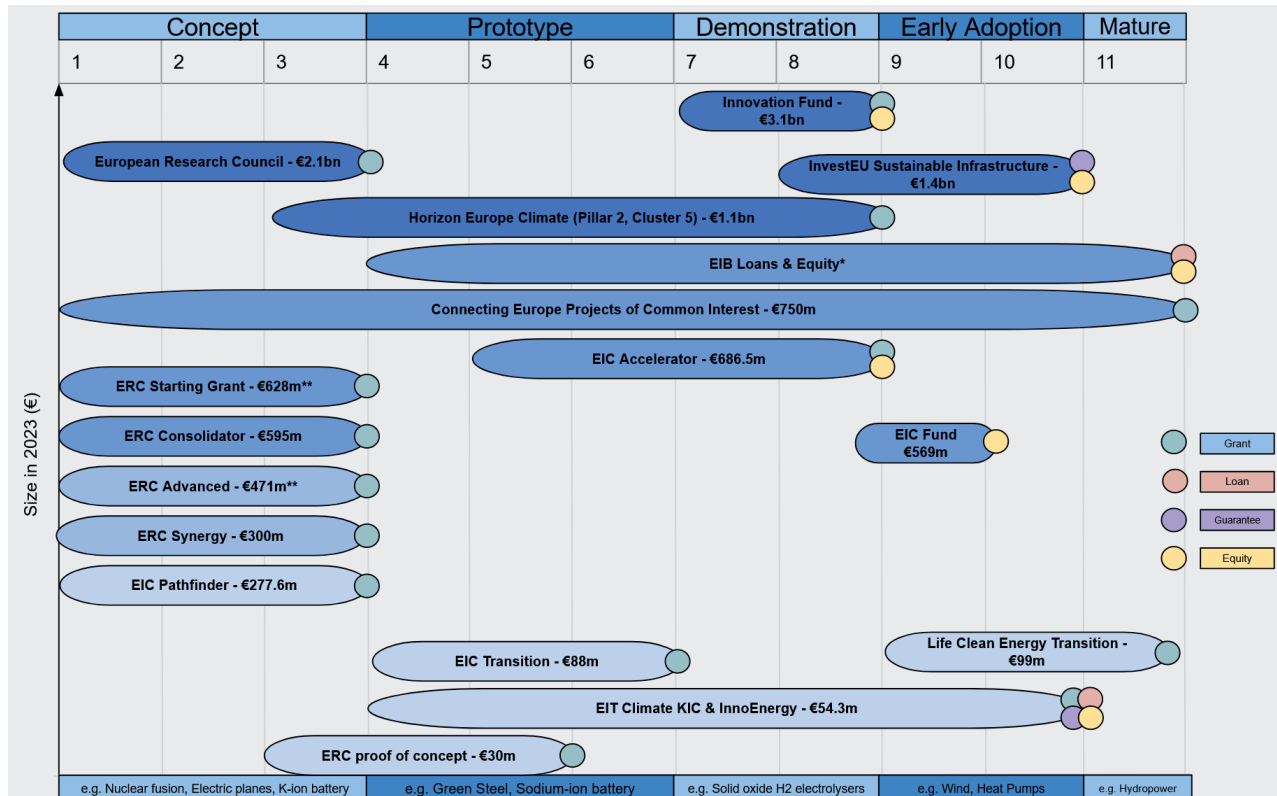 Concept
Prototype
Demonstration
Early Adoption
Mature
1
2
3
4
5
6
7
8
9
10
11
Innovation Fund -
€3.1bn
European Research Council - €2.1bn
InvestEU Sustainable Infrastructure -
€1.4bn
Horizon Europe Climate (Pillar 2, Cluster 5) - €1.1bn
EIB Loans & Equity*
Connecting Europe Projects of Common Interest - €750m
EIC Accelerator - €686.5m
ERC Starting Grant - €628m**
ERC Consolidator - €595m
EIC Fund
€569m
ERC Advanced - €471m**
ERC Synergy - €300m
EIC Pathfinder - €277.6m
Life Clean Energy Transition -
€99m
EIC Transition - €88m
EIT Climate KIC & InnoEnergy - €54.3m
ERC proof of concept - €30m
Size in 2023 (€)
Grant
Loan
Guarantee
Equity
e.g. Nuclear fusion, Electric planes, K-ion battery
e.g. Green Steel, Sodium-ion battery
e.g. Solid oxide H2 electrolysers
e.g. Wind, Heat Pumps
e.g. Hydropower